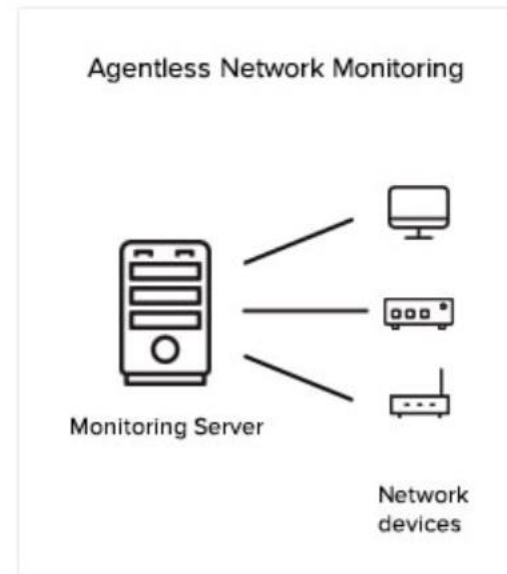 Agentless Network Monitoring
Monitoring Server
Network
devices